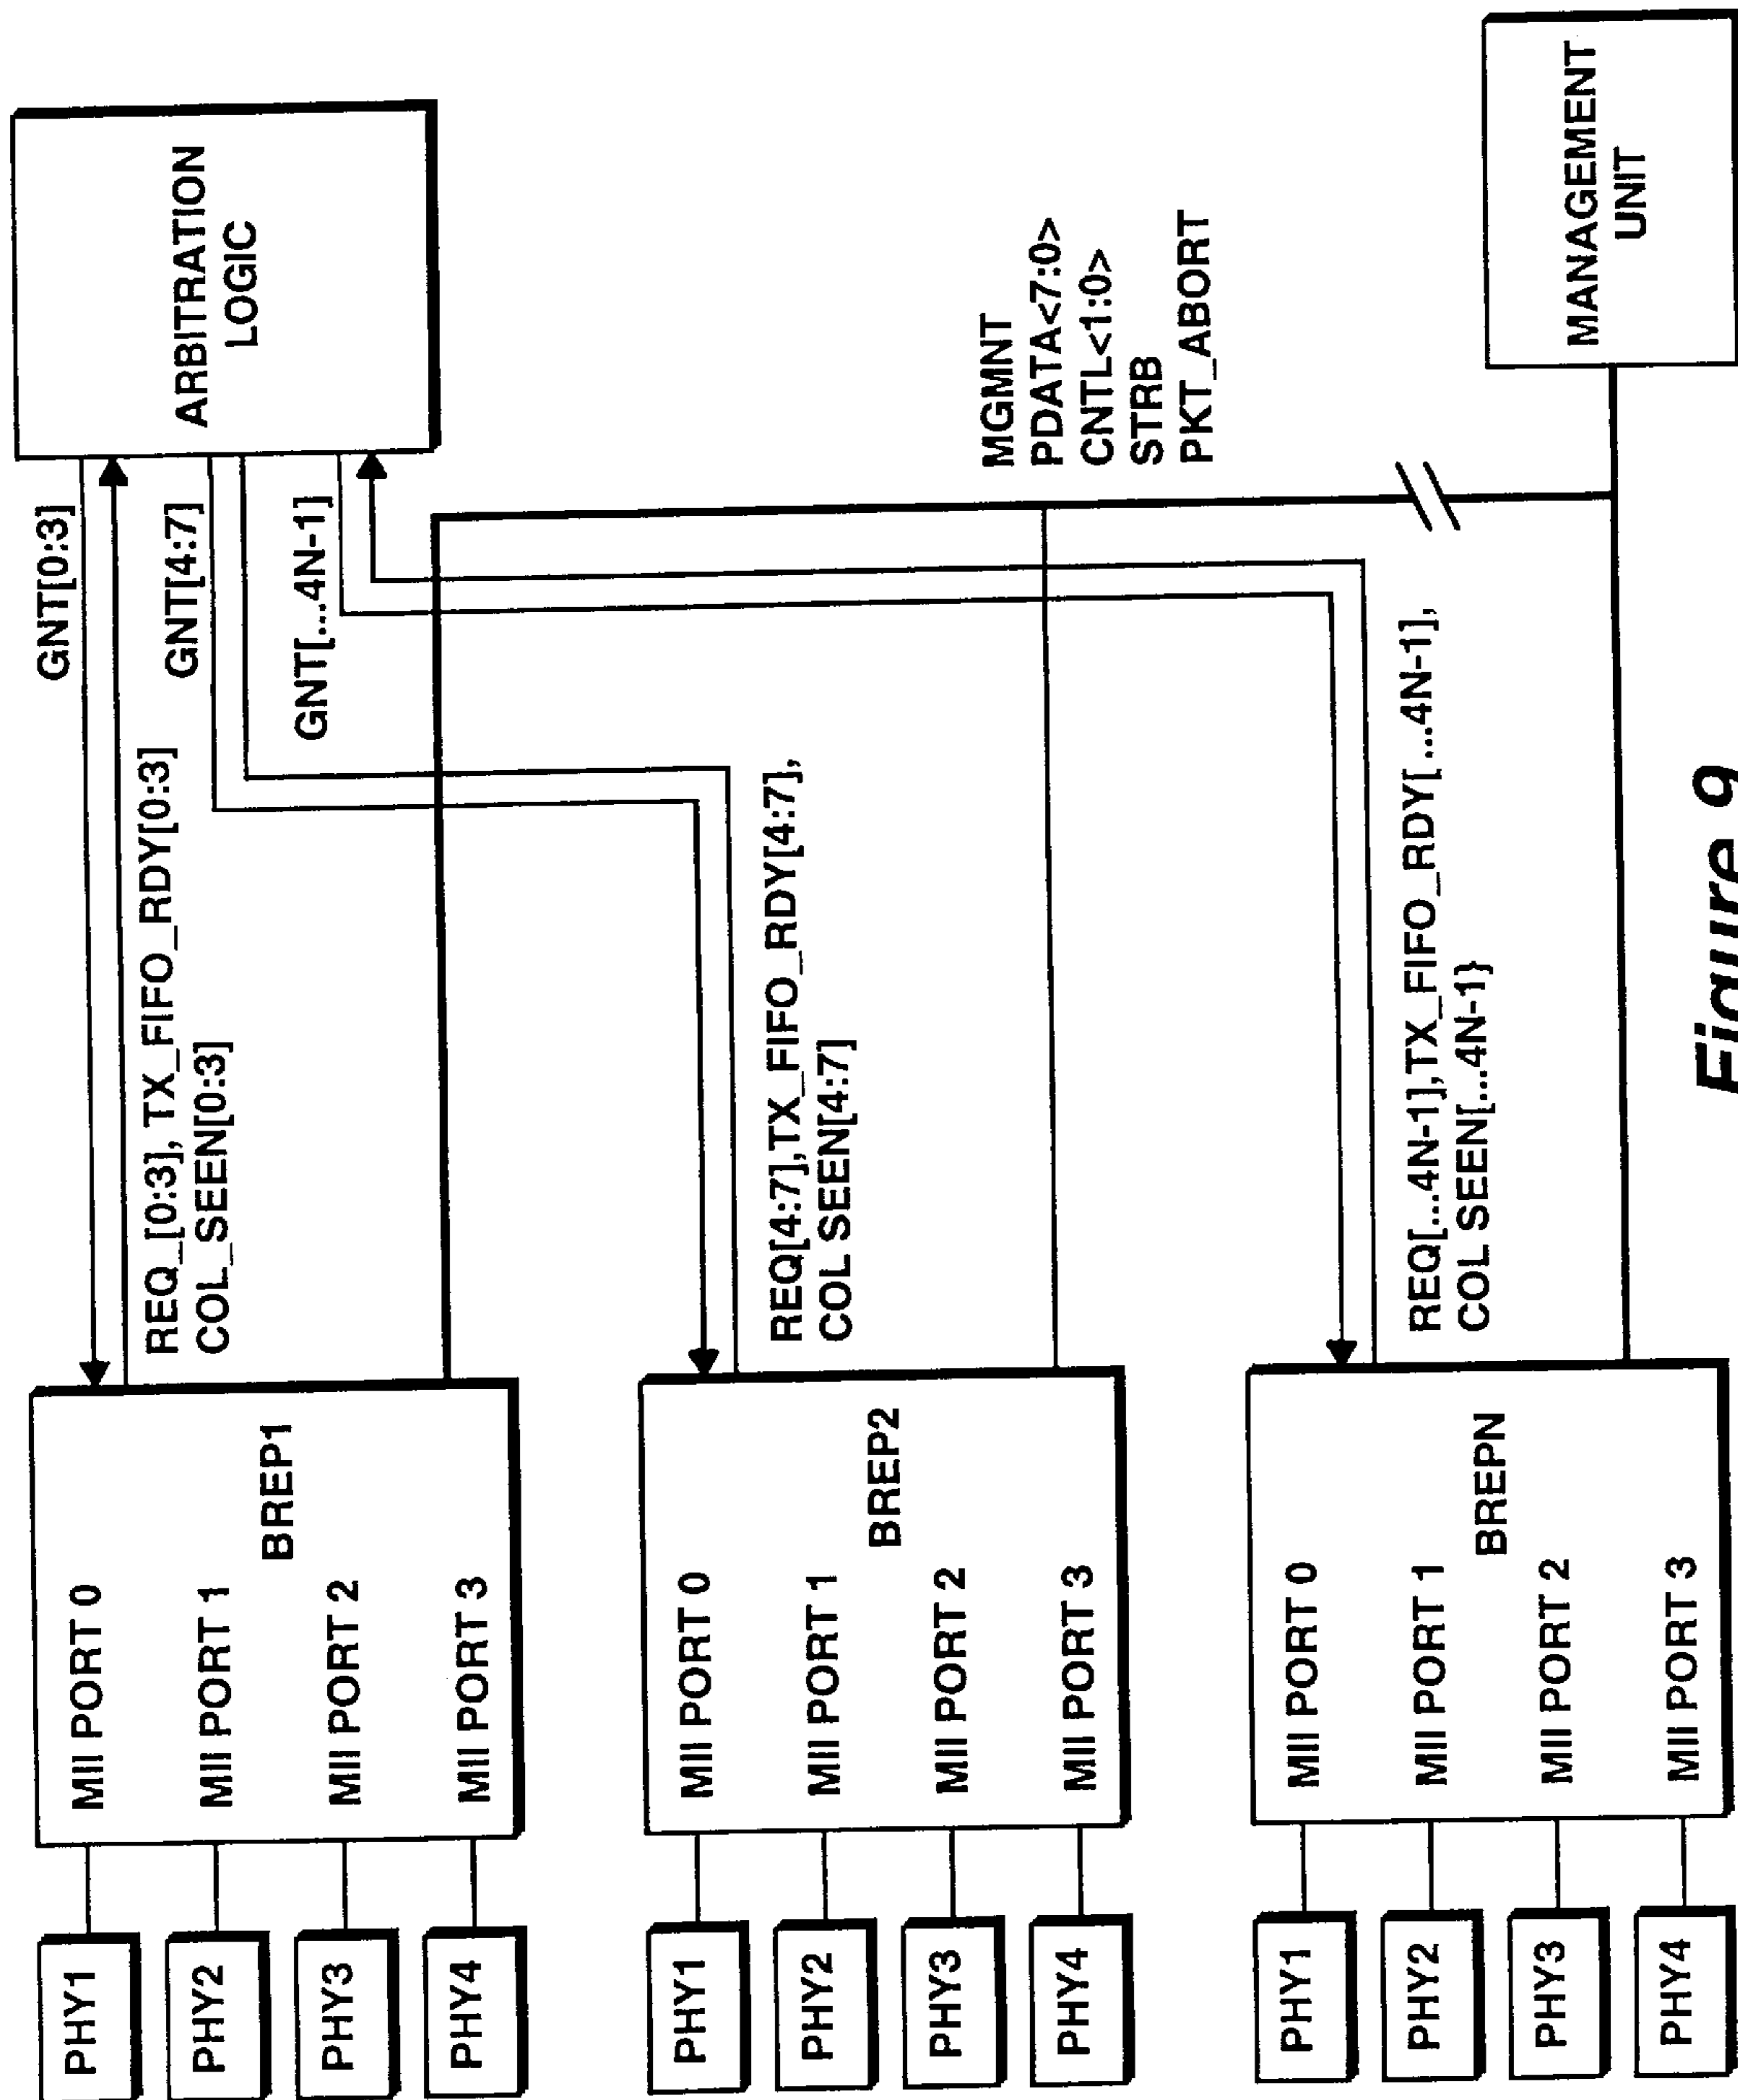 PHY1
PHY2
PHY3
PHY4
MII PORT 0
MII PORT 1
MII PORT 2
MII PORT 3
BREP1
GNT[0:3]
REQ_[0:3], TX_FIFO_RDY[0:3]
COL_SEEN[0:3]
GNT[4:7]
GNT[...4N-1]
ARBITRATION
LOGIC
PHY1
PHY2
PHY3
PHY4
MII PORT 0
MII PORT 1
MII PORT 2
MII PORT 3
BREP2
REQ[4:7],TX_FIFO_RDY[4:7],
COL SEEN[4:7]
MGMNT
PDATA<7:0>
CNTL<1:0>
STRB
PKT_ABORT
PHY1
PHY2
PHY3
PHY4
MII PORT 0
MII PORT 1
MII PORT 2
MII PORT 3
BREPN
REQ[...4N-1],TX_FIFO_RDY[...4N-1],
COL SEEN[...4N-1}
MANAGEMENT
UNIT
Figure 9